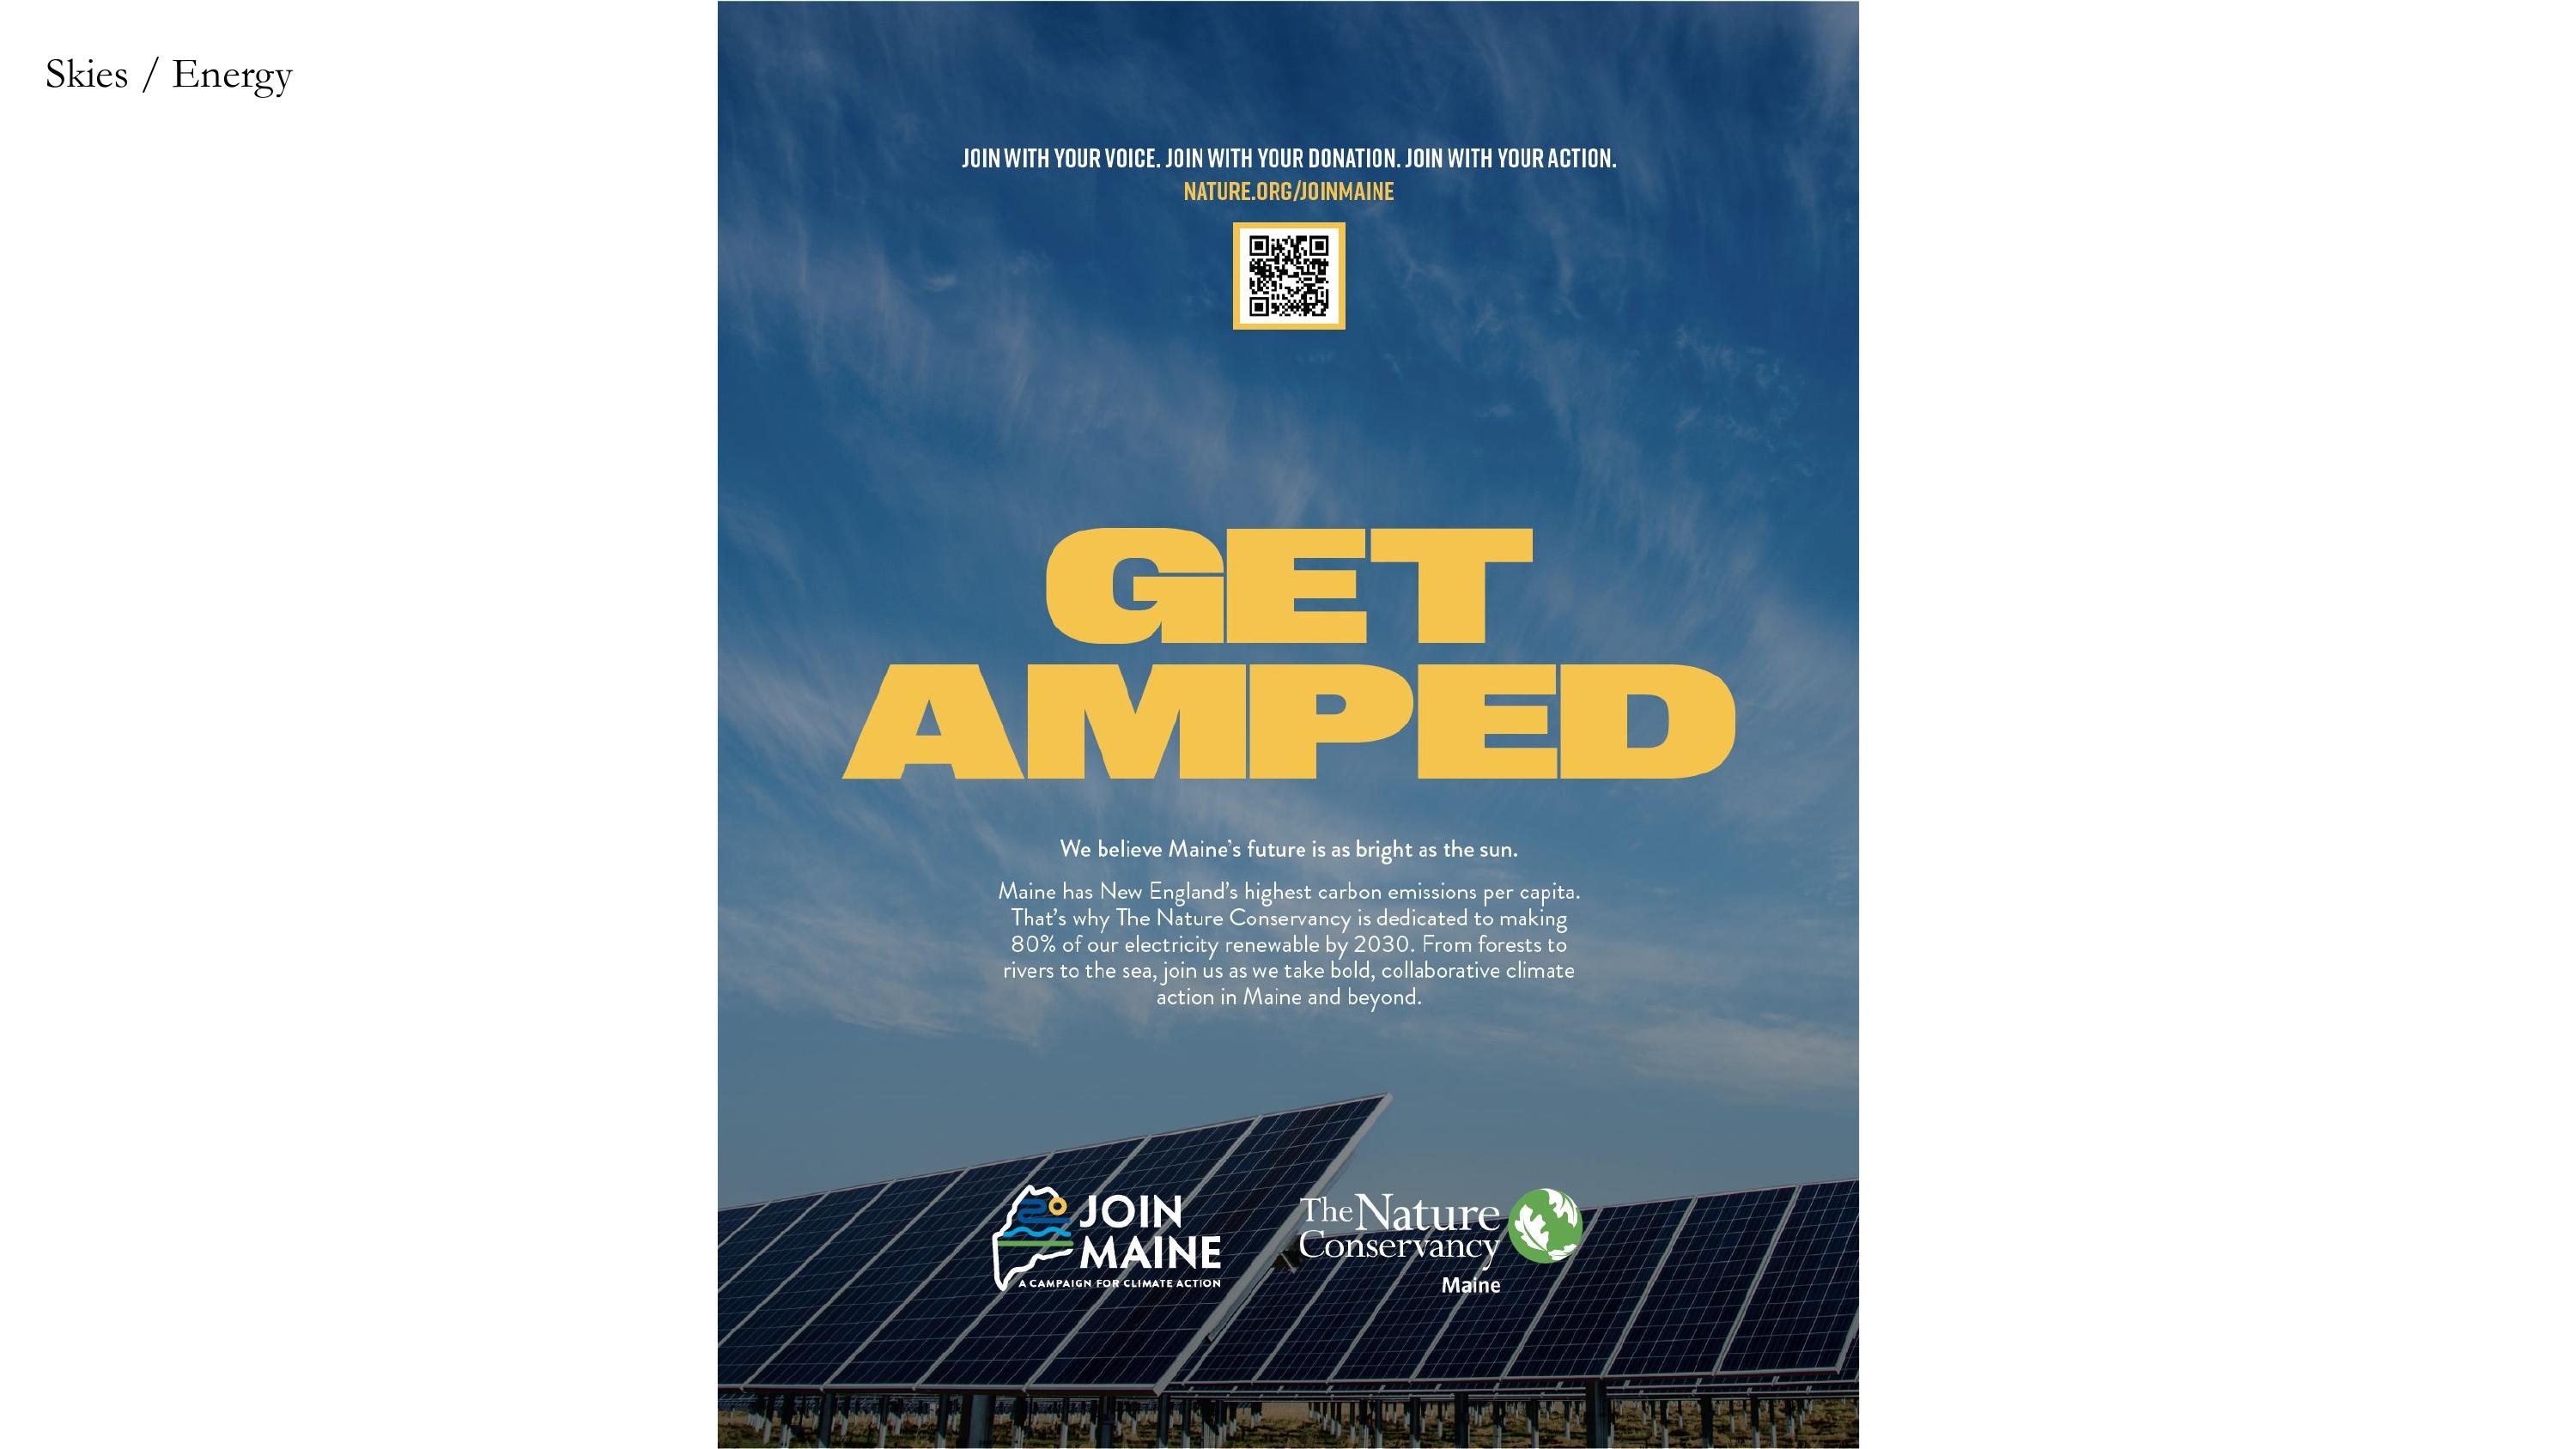 Skies / Energy
JOIN WITH YOUR VOICE. JOIN WITH YOUR DONATION. JOIN WITH YOUR ACTION.
NATURE.ORG/JOINMAINE
GET
AMPED
We believe Maine's future is as bright as the sun.
Maine has New England's highest carbon emissions per capita.
That's why The Nature Conservancy is dedicated to making
80% of our electricity renewable by 2030. From forests to
rivers to the sea, join us as we take bold, collaborative climate
action in Maine and beyond.
JOIN
MAINE
A CAMPAIGN FOR CLIMATE ACTION
The Nature
Conservancy
Maine